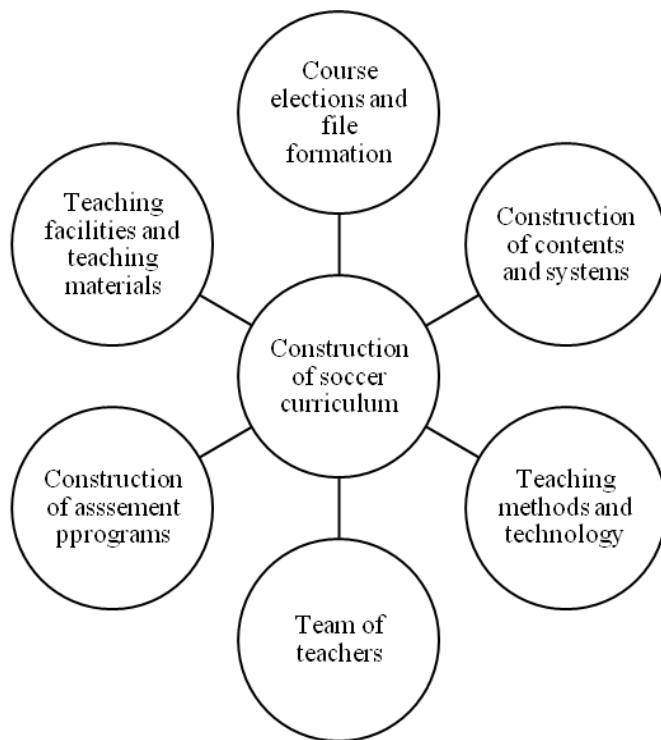 Course
elections and
file
formation
Teaching
facilities and
teaching
materials
Construction
of contents
and systems
Construction
of soccer
curriculum
Construction
of asssement
pprograms
Teaching
methods and
technology
Team of
teachers